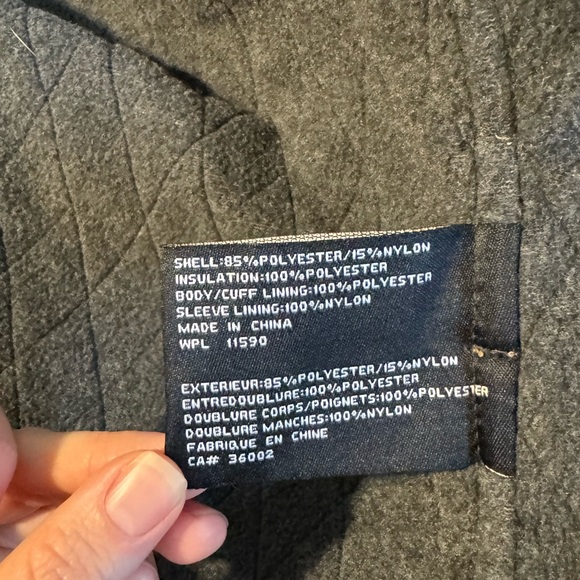 SHELL:85%POLYESTER/15%NYLON
INSULATION:100%POLYESTER
BODY/CUFF LINING:100%POLYESTER
SLEEVE LINING:100%NYLON
MADE IN CHINA
WPL 11590
EXTERIEUR:85%POLYESTER/15%NYLON
ENTREDOUBLURE:100%POLYESTER
DOUBLURE CORPS/POIGNETS:100%POLYESTER
DOUBLURE MANCHES:100%NYLON
FABRIQUE EN CHINE
CA# 36002